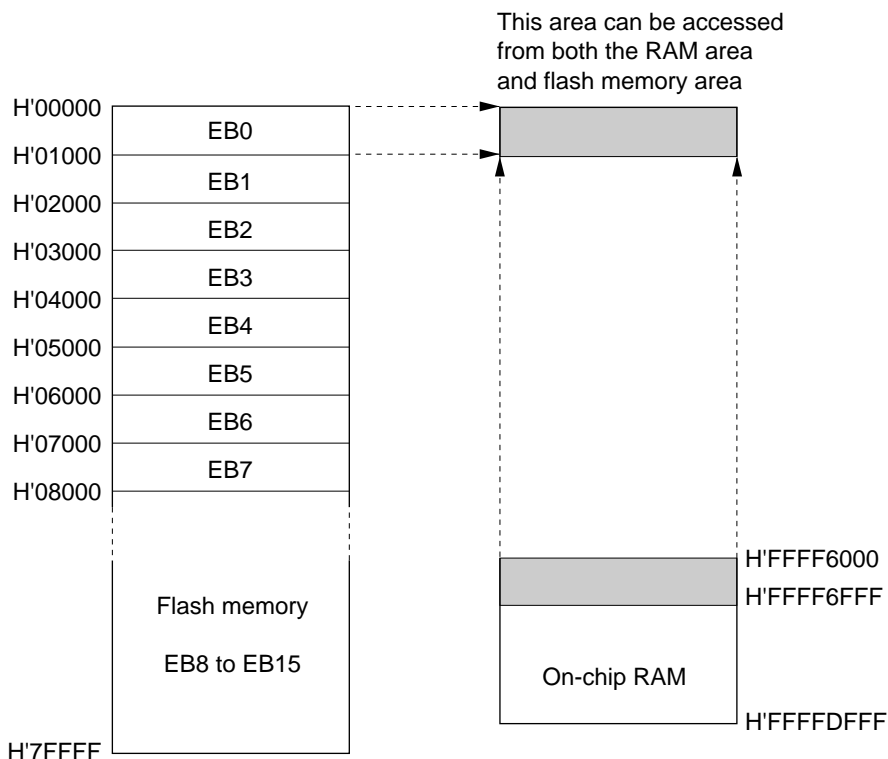 This area can be accessed
from both the RAM area
and flash memory area
H'00000
EB0
H'01000
EB1
H'02000
EB2
H'03000
EB3
H'04000
EB4
H'05000
EB5
H'06000
EB6
H'07000
EB7
H'08000
Flash memory
EB8 to EB15
H'7FFFF
H'FFFF6000
H'FFFF6FFF
On-chip RAM
H'FFFFDFFF